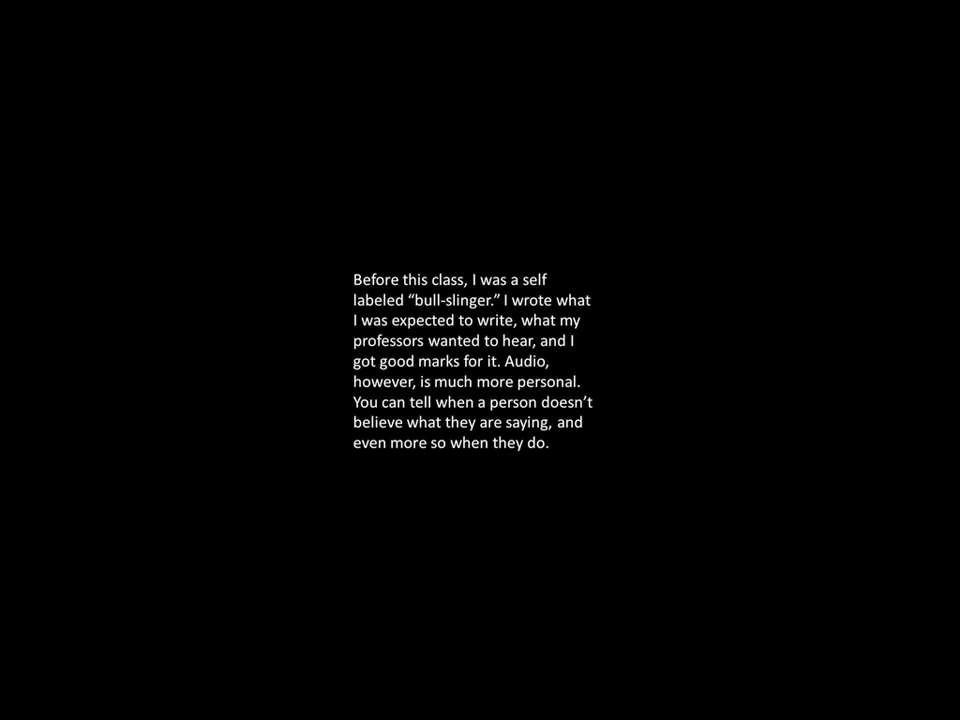 Before this class, I was a self
labeled “bull-slinger.” I wrote what
I was expected to write, what my
professors wanted to hear, and I
got good marks for it. Audio,
however, is much more personal.
You can tell when a person doesn’t
believe what they are saying, and
even more so when they do.